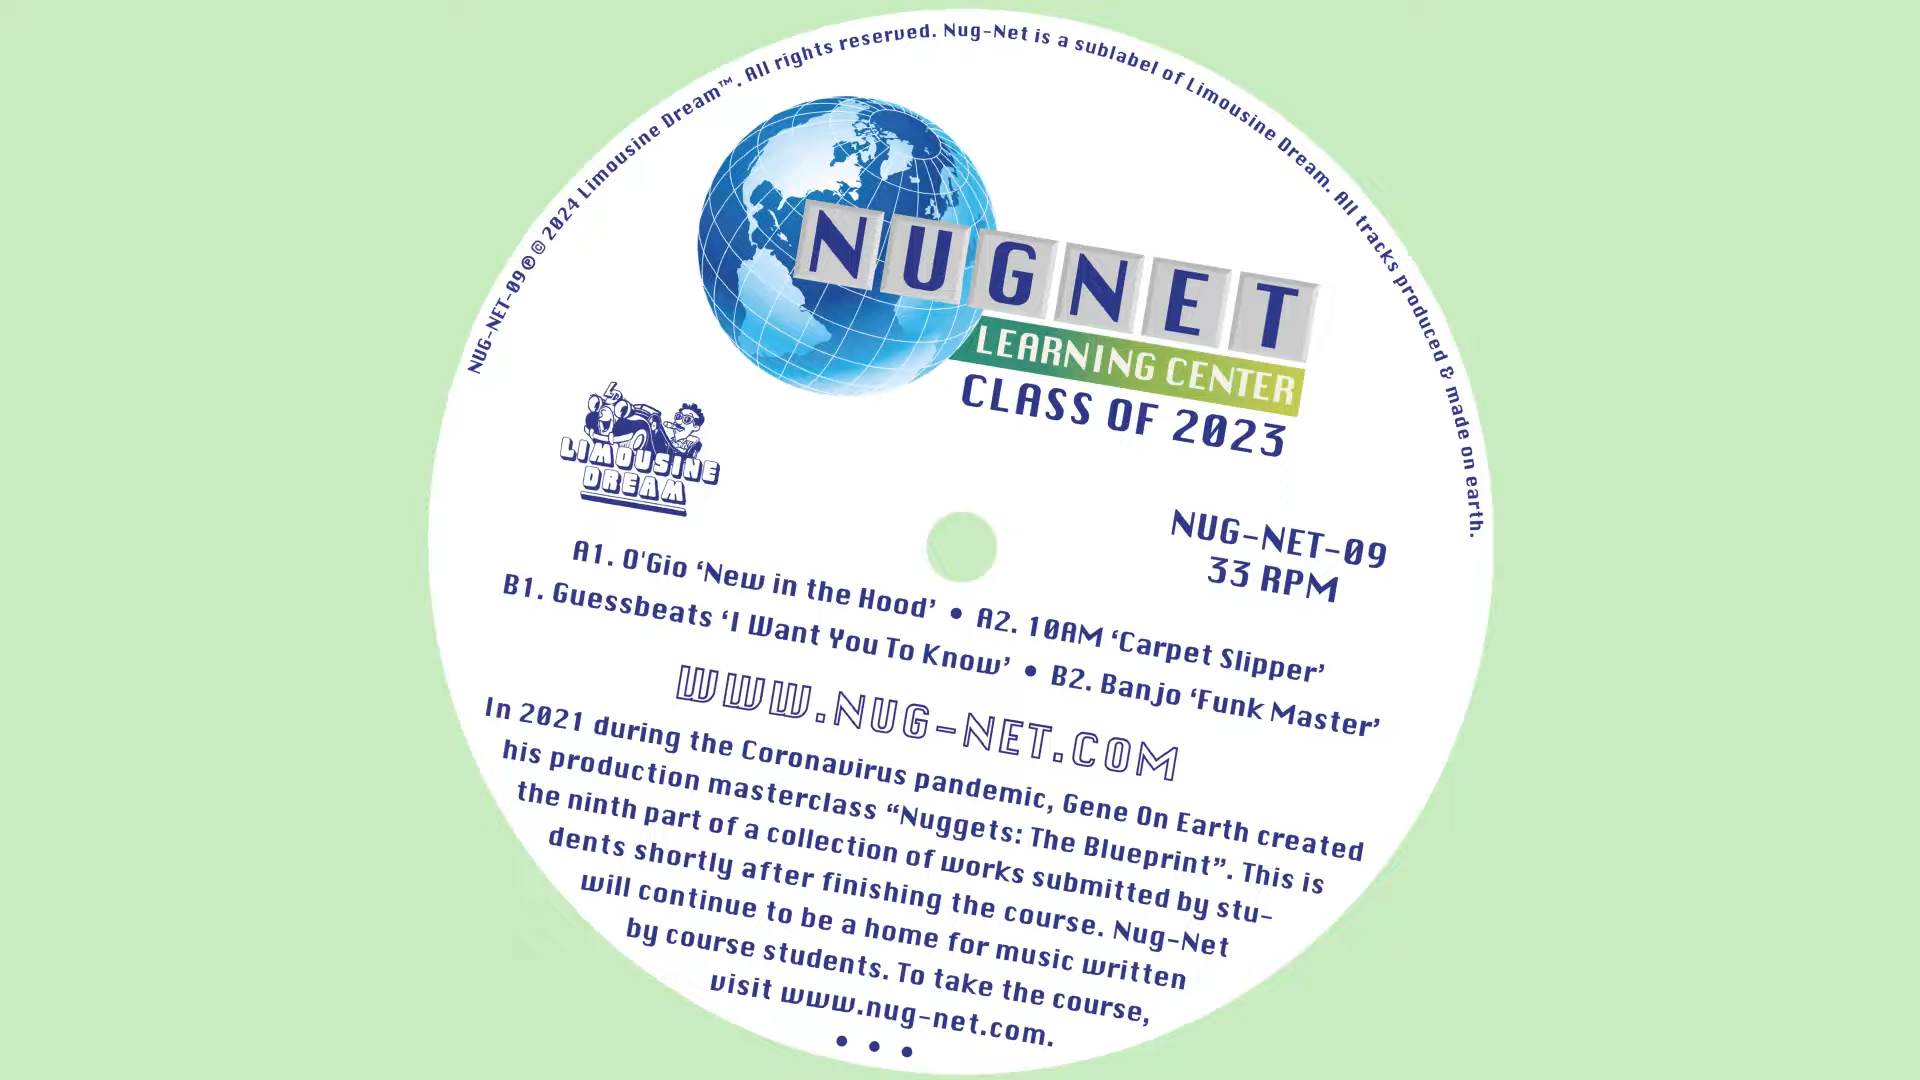 NUG-NET-09 ℗ © 2024 Limousine Dream™. All rights reserved. Nug-Net is a sublabel of Limousine Dream. All tracks produced & made on earth.
NUGNET
LEARNING CENTER
CLASS OF 2023
LD
LIMOUSINE
DREAM
NUG-NET-09
33 RPM
A1. O'Gio ‘New in the Hood’ • A2. 10AM ‘Carpet Slipper’
B1. Guessbeats ‘I Want You To Know’ • B2. Banjo ‘Funk Master’
WWW.NUG-NET.COM
In 2021 during the Coronavirus pandemic, Gene On Earth created
his production masterclass “Nuggets: The Blueprint”. This is
the ninth part of a collection of works submitted by stu-
dents shortly after finishing the course. Nug-Net
will continue to be a home for music written
by course students. To take the course,
visit www.nug-net.com.
• • •